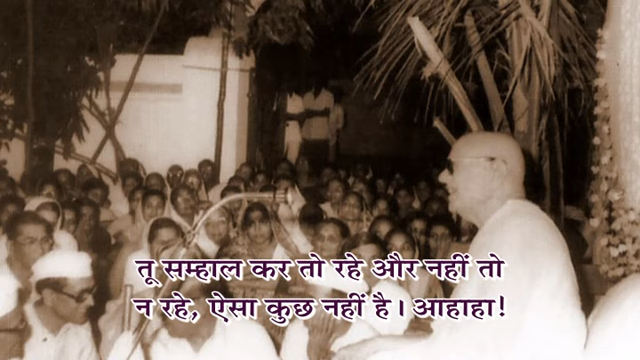 तू सम्हाल कर तो रहे और नहीं तो
न रहे, ऐसा कुछ नहीं है। आहाहा!